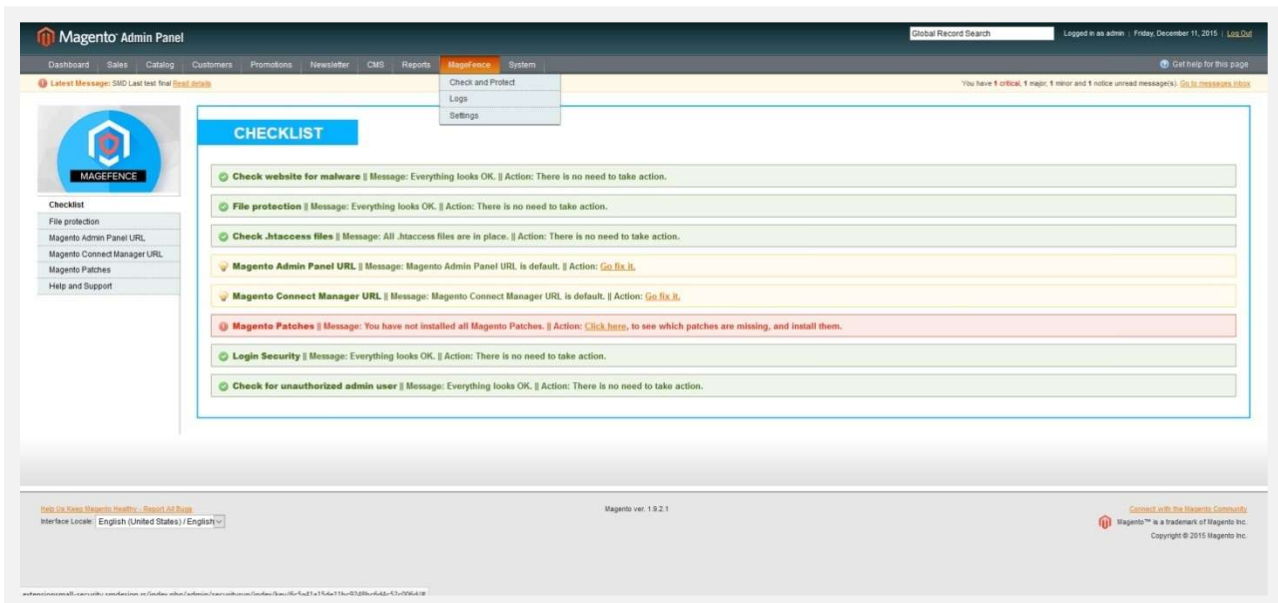 Magento Admin Panel
Global Record Search
Logged in as admin | Friday, December 11, 2015 | Log Out
Dashboard Sales Catalog Customers Promotions Newsletter CMS Reports MageFence System
Get help for this page
Latest Message: SMD Last test final Read details
You have 1 critical, 1 major, 1 minor and 1 notice unread message(s). Go to messages inbox
Check and Protect
Logs
Settings
MAGEFENCE
Checklist
File protection
Magento Admin Panel URL
Magento Connect Manager URL
Magento Patches
Help and Support
CHECKLIST
Check website for malware || Message: Everything looks OK. || Action: There is no need to take action.
File protection || Message: Everything looks OK. || Action: There is no need to take action.
Check .htaccess files || Message: All .htaccess files are in place. || Action: There is no need to take action.
Magento Admin Panel URL || Message: Magento Admin Panel URL is default. || Action: Go fix it.
Magento Connect Manager URL || Message: Magento Connect Manager URL is default. || Action: Go fix it.
Magento Patches || Message: You have not installed all Magento Patches. || Action: Click here, to see which patches are missing, and install them.
Login Security || Message: Everything looks OK. || Action: There is no need to take action.
Check for unauthorized admin user || Message: Everything looks OK. || Action: There is no need to take action.
Help Us Keep Magento Healthy - Report All Bugs
Interface Locale: English (United States) / English
Magento ver. 1.9.2.1
Connect with the Magento Community
Magento™ is a trademark of Magento Inc.
Copyright © 2015 Magento Inc.